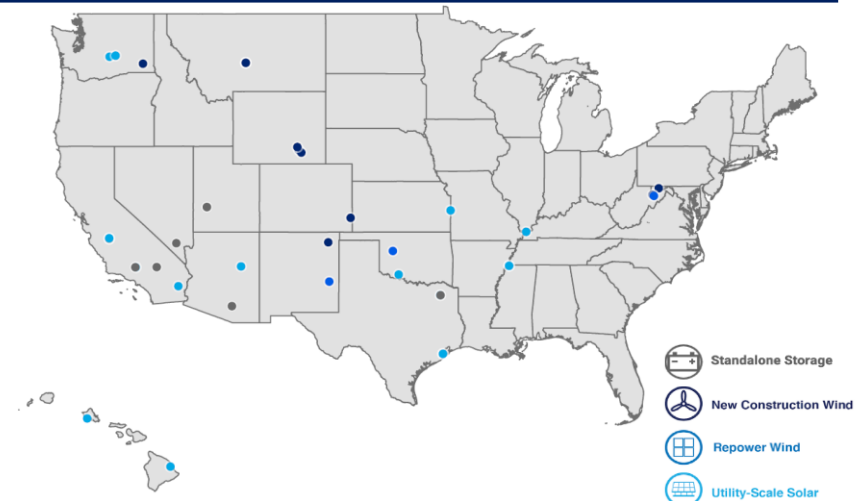 Standalone Storage
New Construction Wind
Repower Wind
Utility-Scale Solar